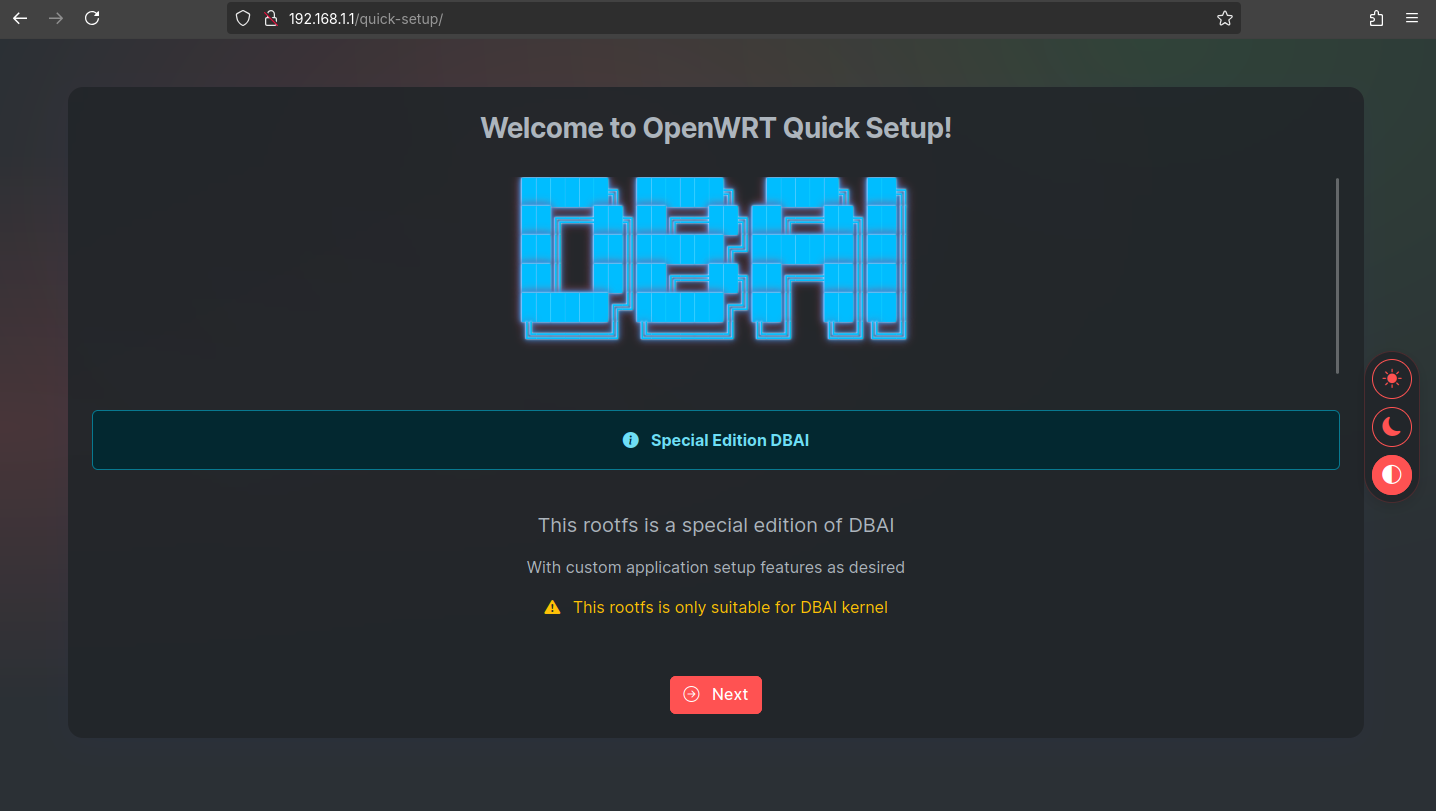 192.168.1.1/quick-setup/
Welcome to OpenWRT Quick Setup!
DBAI
Special Edition DBAI
This rootfs is a special edition of DBAI
With custom application setup features as desired
This rootfs is only suitable for DBAI kernel
Next